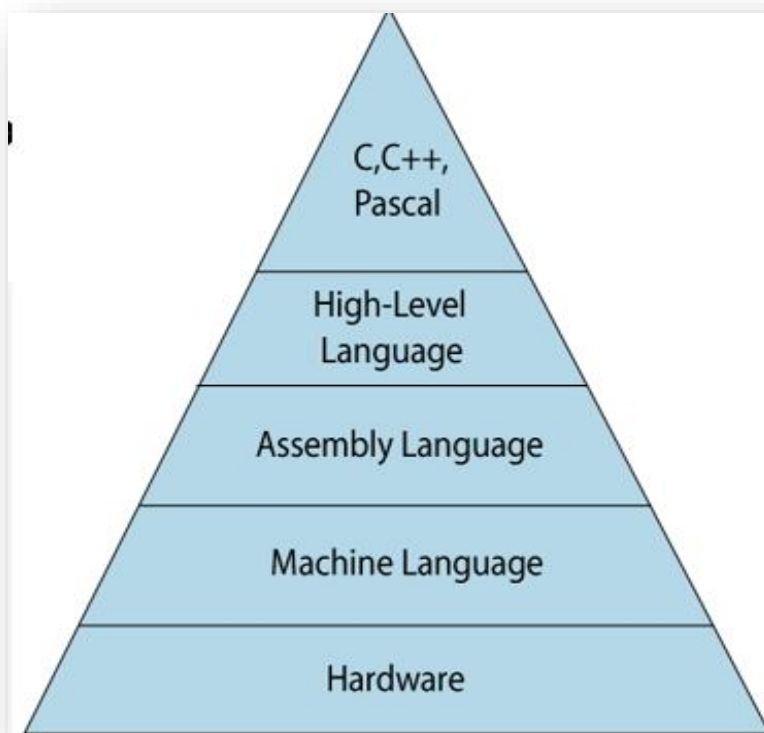 C,C++,
Pascal
High-Level
Language
Assembly Language
Machine Language
Hardware